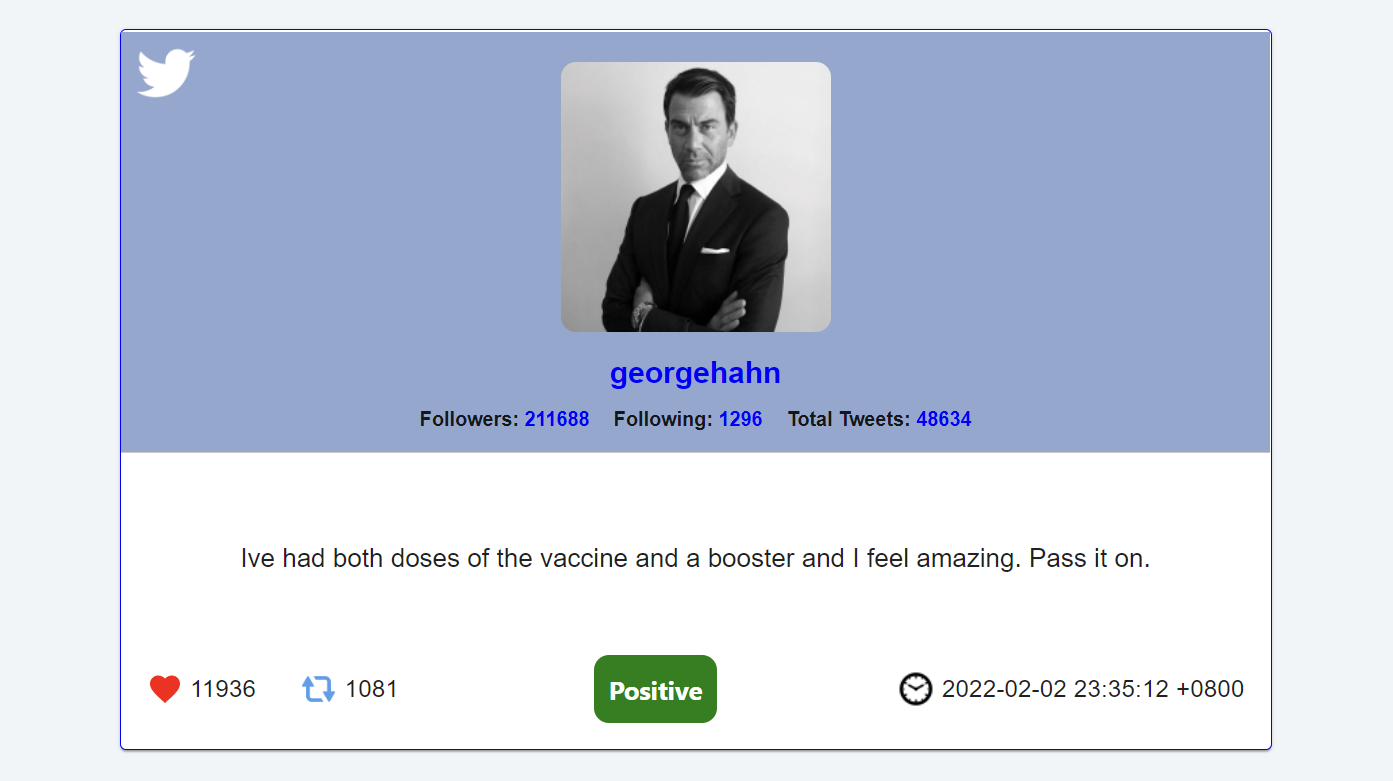 georgehahn
Followers: 211688 Following: 1296 Total Tweets: 48634
Ive had both doses of the vaccine and a booster and I feel amazing. Pass it on.
11936 1081 Positive 2022-02-02 23:35:12 +0800